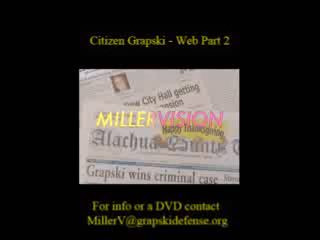 Citizen Grapski - Web Part 2
City Hall getting
MILLERVISION
Happy Thanksgiving
Alachua County
Grapski wins criminal case
For info or a DVD contact
MillerV@grapskidefense.org